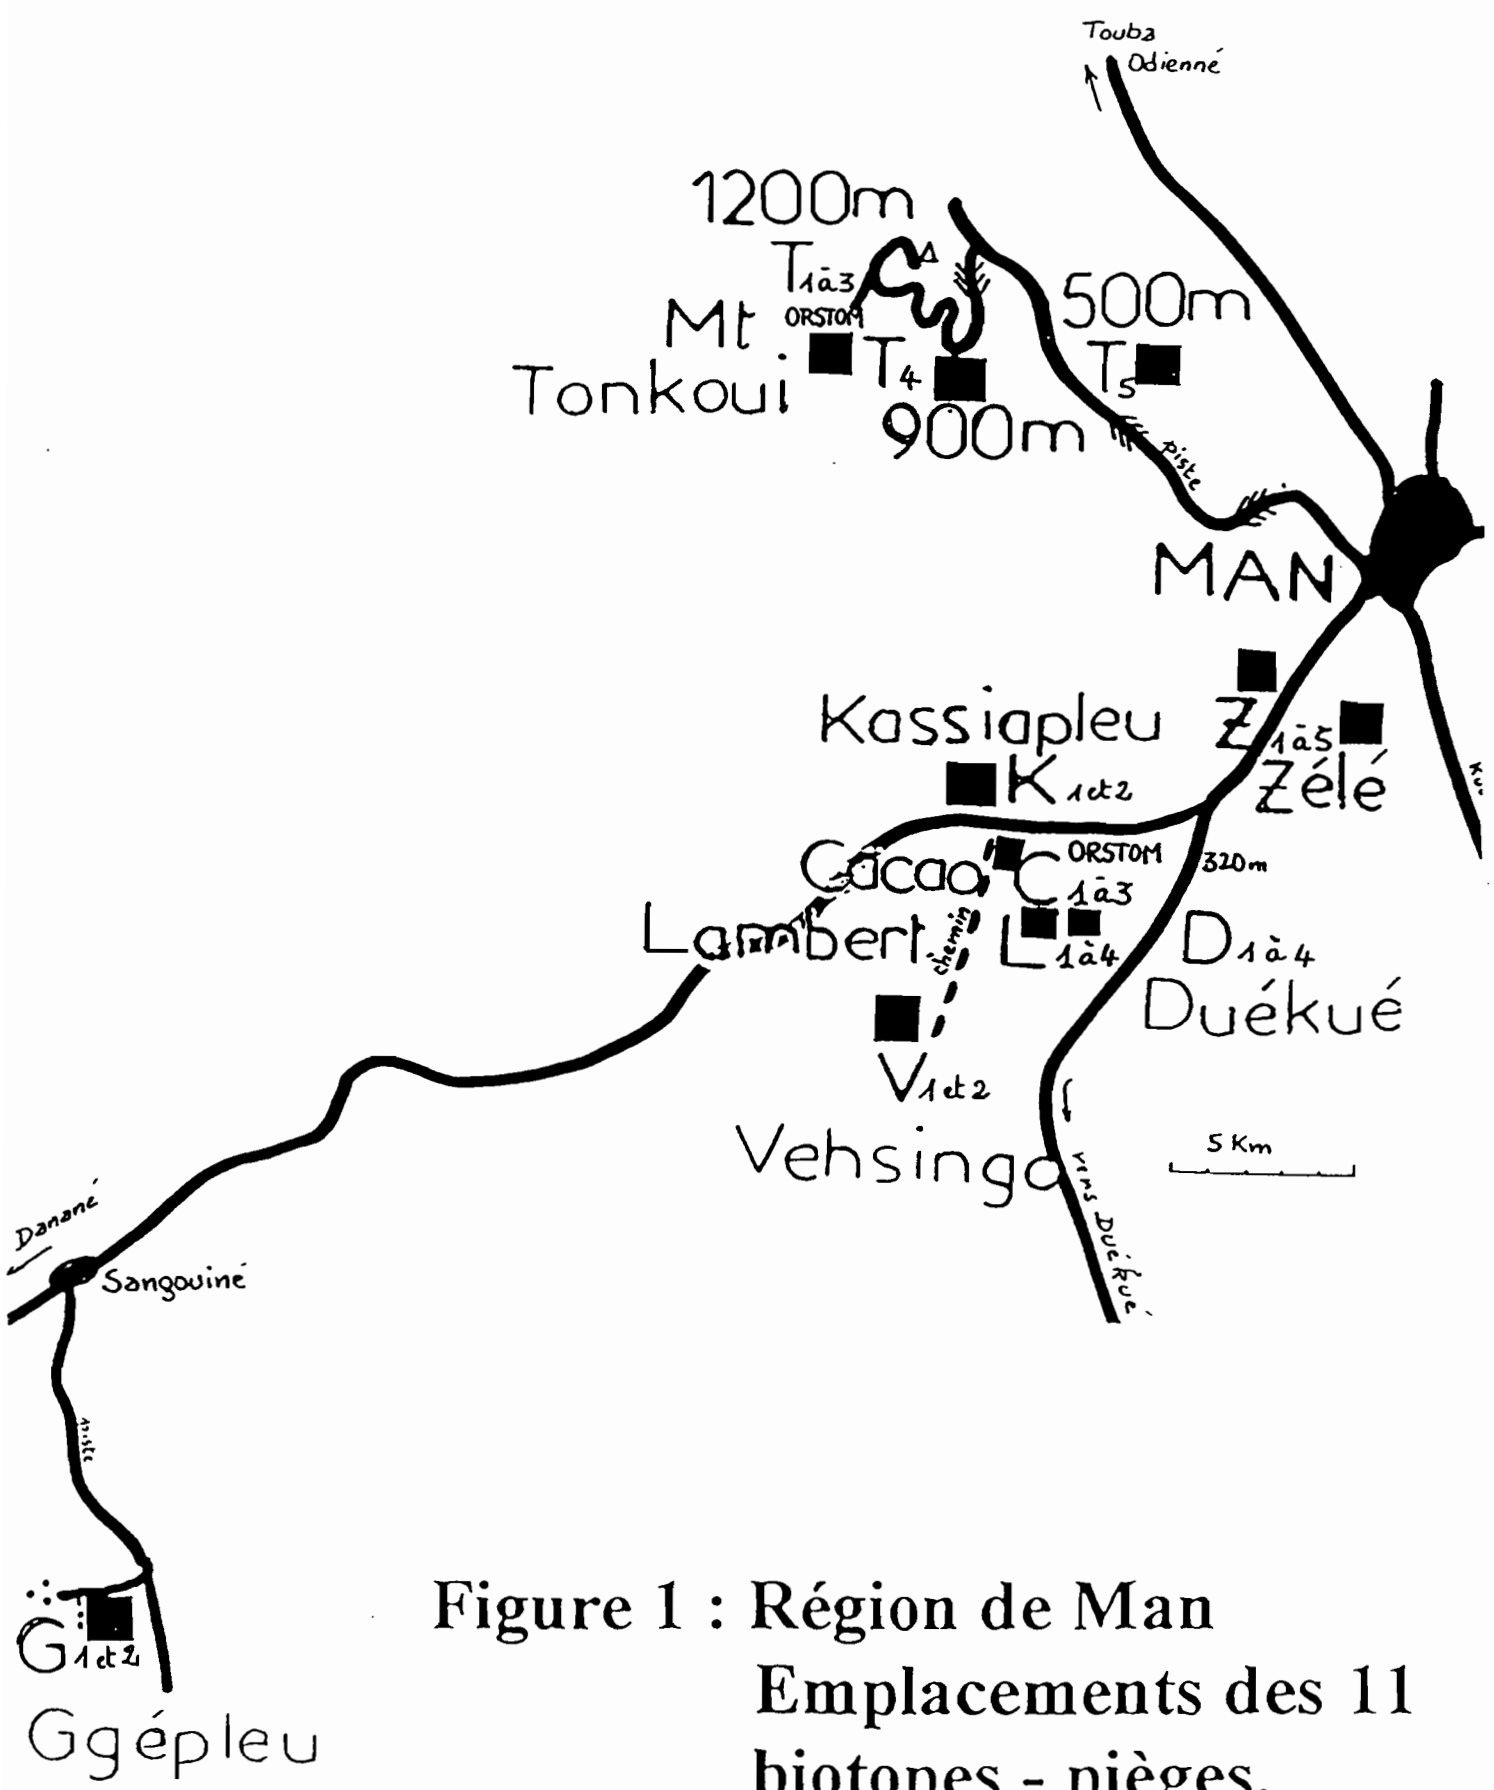 Touba
Odienné
1200m
T1à3
ORSTOM
Mt
Tonkoui
T4
900m
500m
T5
piste
MAN
Kassiapleu
K1et2
Z1à5
Zélé
Cacao
C1à3
ORSTOM
320m
Lambert
chemin
L1à4
D1à4
Duékué
V1et2
Vehsingo
5 Km
vers Duékué
Danané
Sangouiné
piste
G1et2
Ggépleu
Figure 1 : Région de Man
Emplacements des 11
biotopes - pièges.